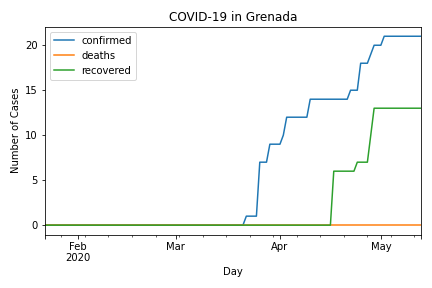 COVID-19 in Grenada
confirmed
deaths
recovered
Number of Cases
20
15
10
5
0
Feb
2020
Mar
Apr
May
Day